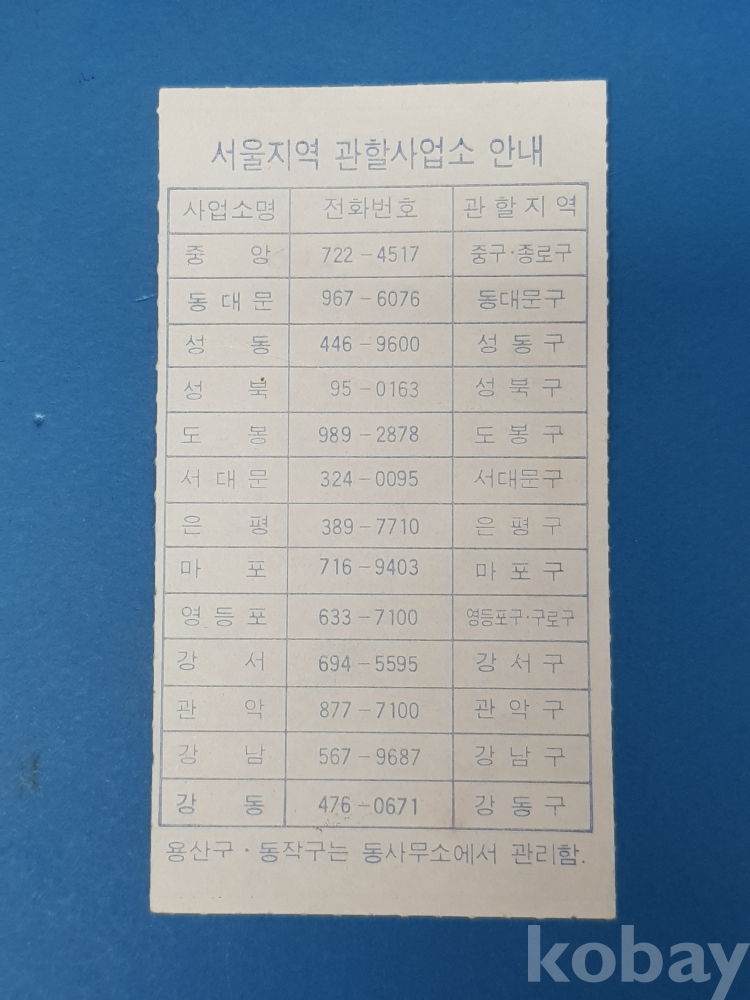 서울지역 관할사업소 안내
사업소명 전화번호 관할지역
중앙 722-4517 중구·종로구
동대문 967-6076 동대문구
성동 446-9600 성동구
성북 95-0163 성북구
도봉 989-2878 도봉구
서대문 324-0095 서대문구
은평 389-7710 은평구
마포 716-9403 마포구
영등포 633-7100 영등포구·구로구
강서 694-5595 강서구
관악 877-7100 관악구
강남 567-9687 강남구
강동 476-0671 강동구
용산구·동작구는 동사무소에서 관리함.
kobay